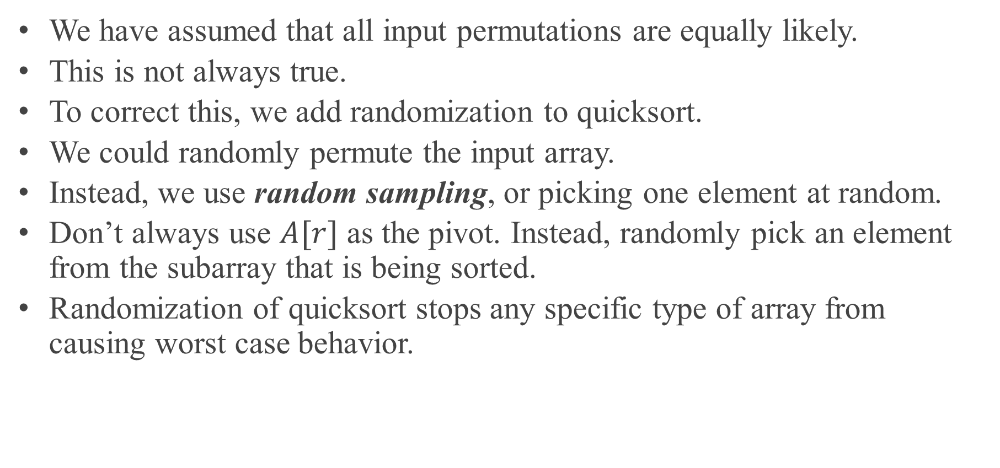 • We have assumed that all input permutations are equally likely.
• This is not always true.
• To correct this, we add randomization to quicksort.
• We could randomly permute the input array.
• Instead, we use random sampling, or picking one element at random.
• Don’t always use A[r] as the pivot. Instead, randomly pick an element
from the subarray that is being sorted.
• Randomization of quicksort stops any specific type of array from
causing worst case behavior.